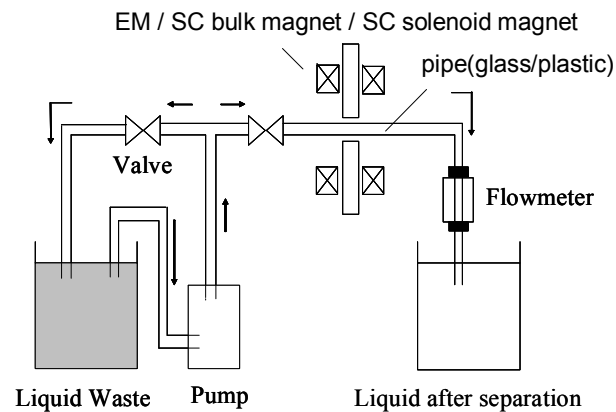 EM / SC bulk magnet / SC solenoid magnet
pipe(glass/plastic)
Valve
Flowmeter
Liquid Waste
Pump
Liquid after separation